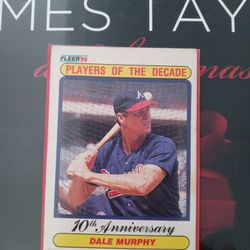 MES TAY
FLEER 90
PLAYERS OF THE DECADE
10th Anniversary
DALE MURPHY